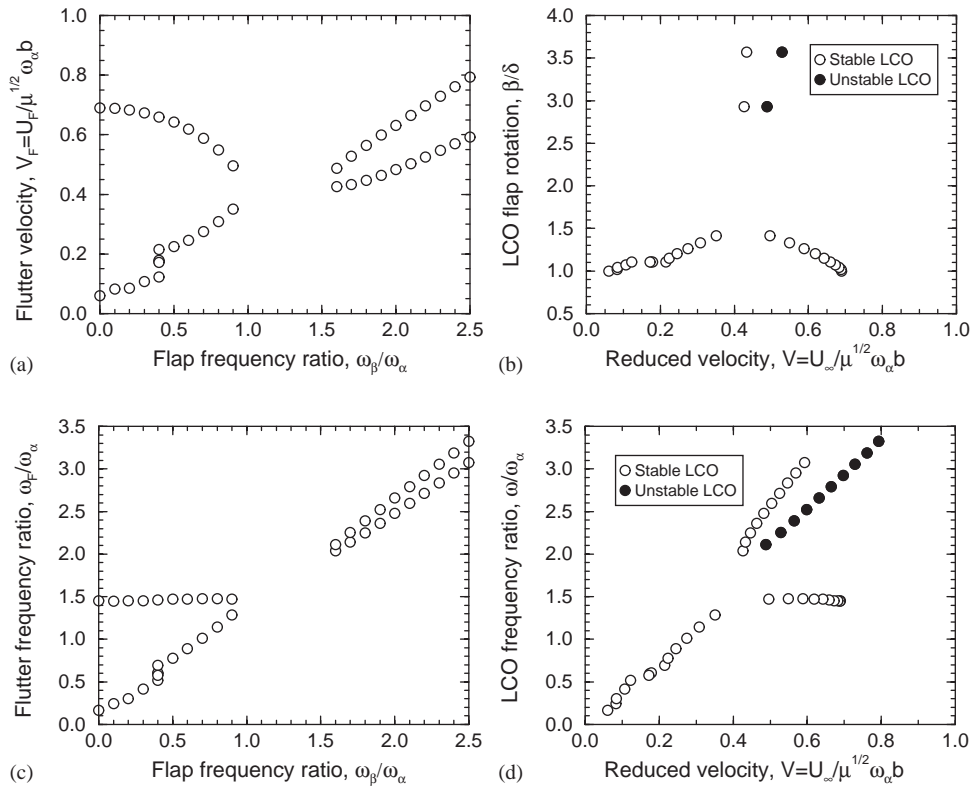 Flutter velocity, V_F=U_F/μ^1/2 ω_α b
1.0
0.8
0.6
0.4
0.2
0.0
0.0 0.5 1.0 1.5 2.0 2.5
Flap frequency ratio, ω_β/ω_α
(a)
LCO flap rotation, β/δ
4.0
3.5
3.0
2.5
2.0
1.5
1.0
0.5
0.0 0.2 0.4 0.6 0.8 1.0
Stable LCO
Unstable LCO
Reduced velocity, V=U_∞/μ^1/2 ω_α b
(b)
Flutter frequency ratio, ω_F/ω_α
3.5
3.0
2.5
2.0
1.5
1.0
0.5
0.0
0.0 0.5 1.0 1.5 2.0 2.5
Flap frequency ratio, ω_β/ω_α
(c)
LCO frequency ratio, ω/ω_α
3.5
3.0
2.5
2.0
1.5
1.0
0.5
0.0
0.0 0.2 0.4 0.6 0.8 1.0
Stable LCO
Unstable LCO
Reduced velocity, V=U_∞/μ^1/2 ω_α b
(d)